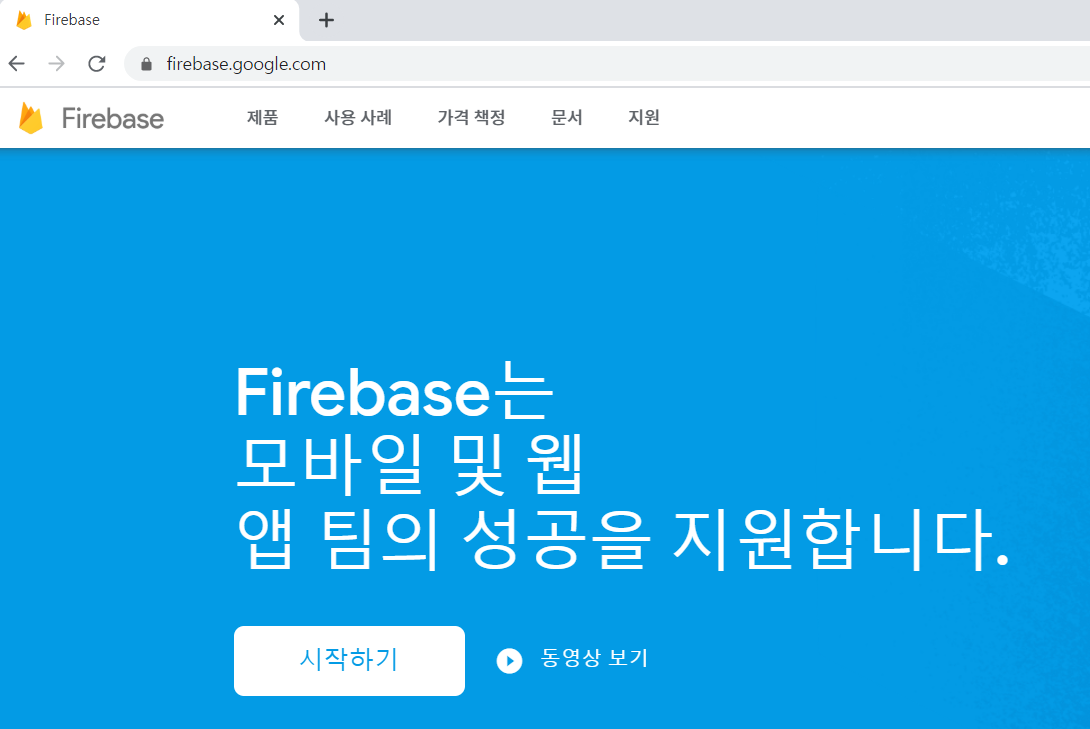 Firebase
firebase.google.com
Firebase 제품 사용 사례 가격 책정 문서 지원
Firebase는
모바일 및 웹
앱 팀의 성공을 지원합니다.
시작하기 동영상 보기